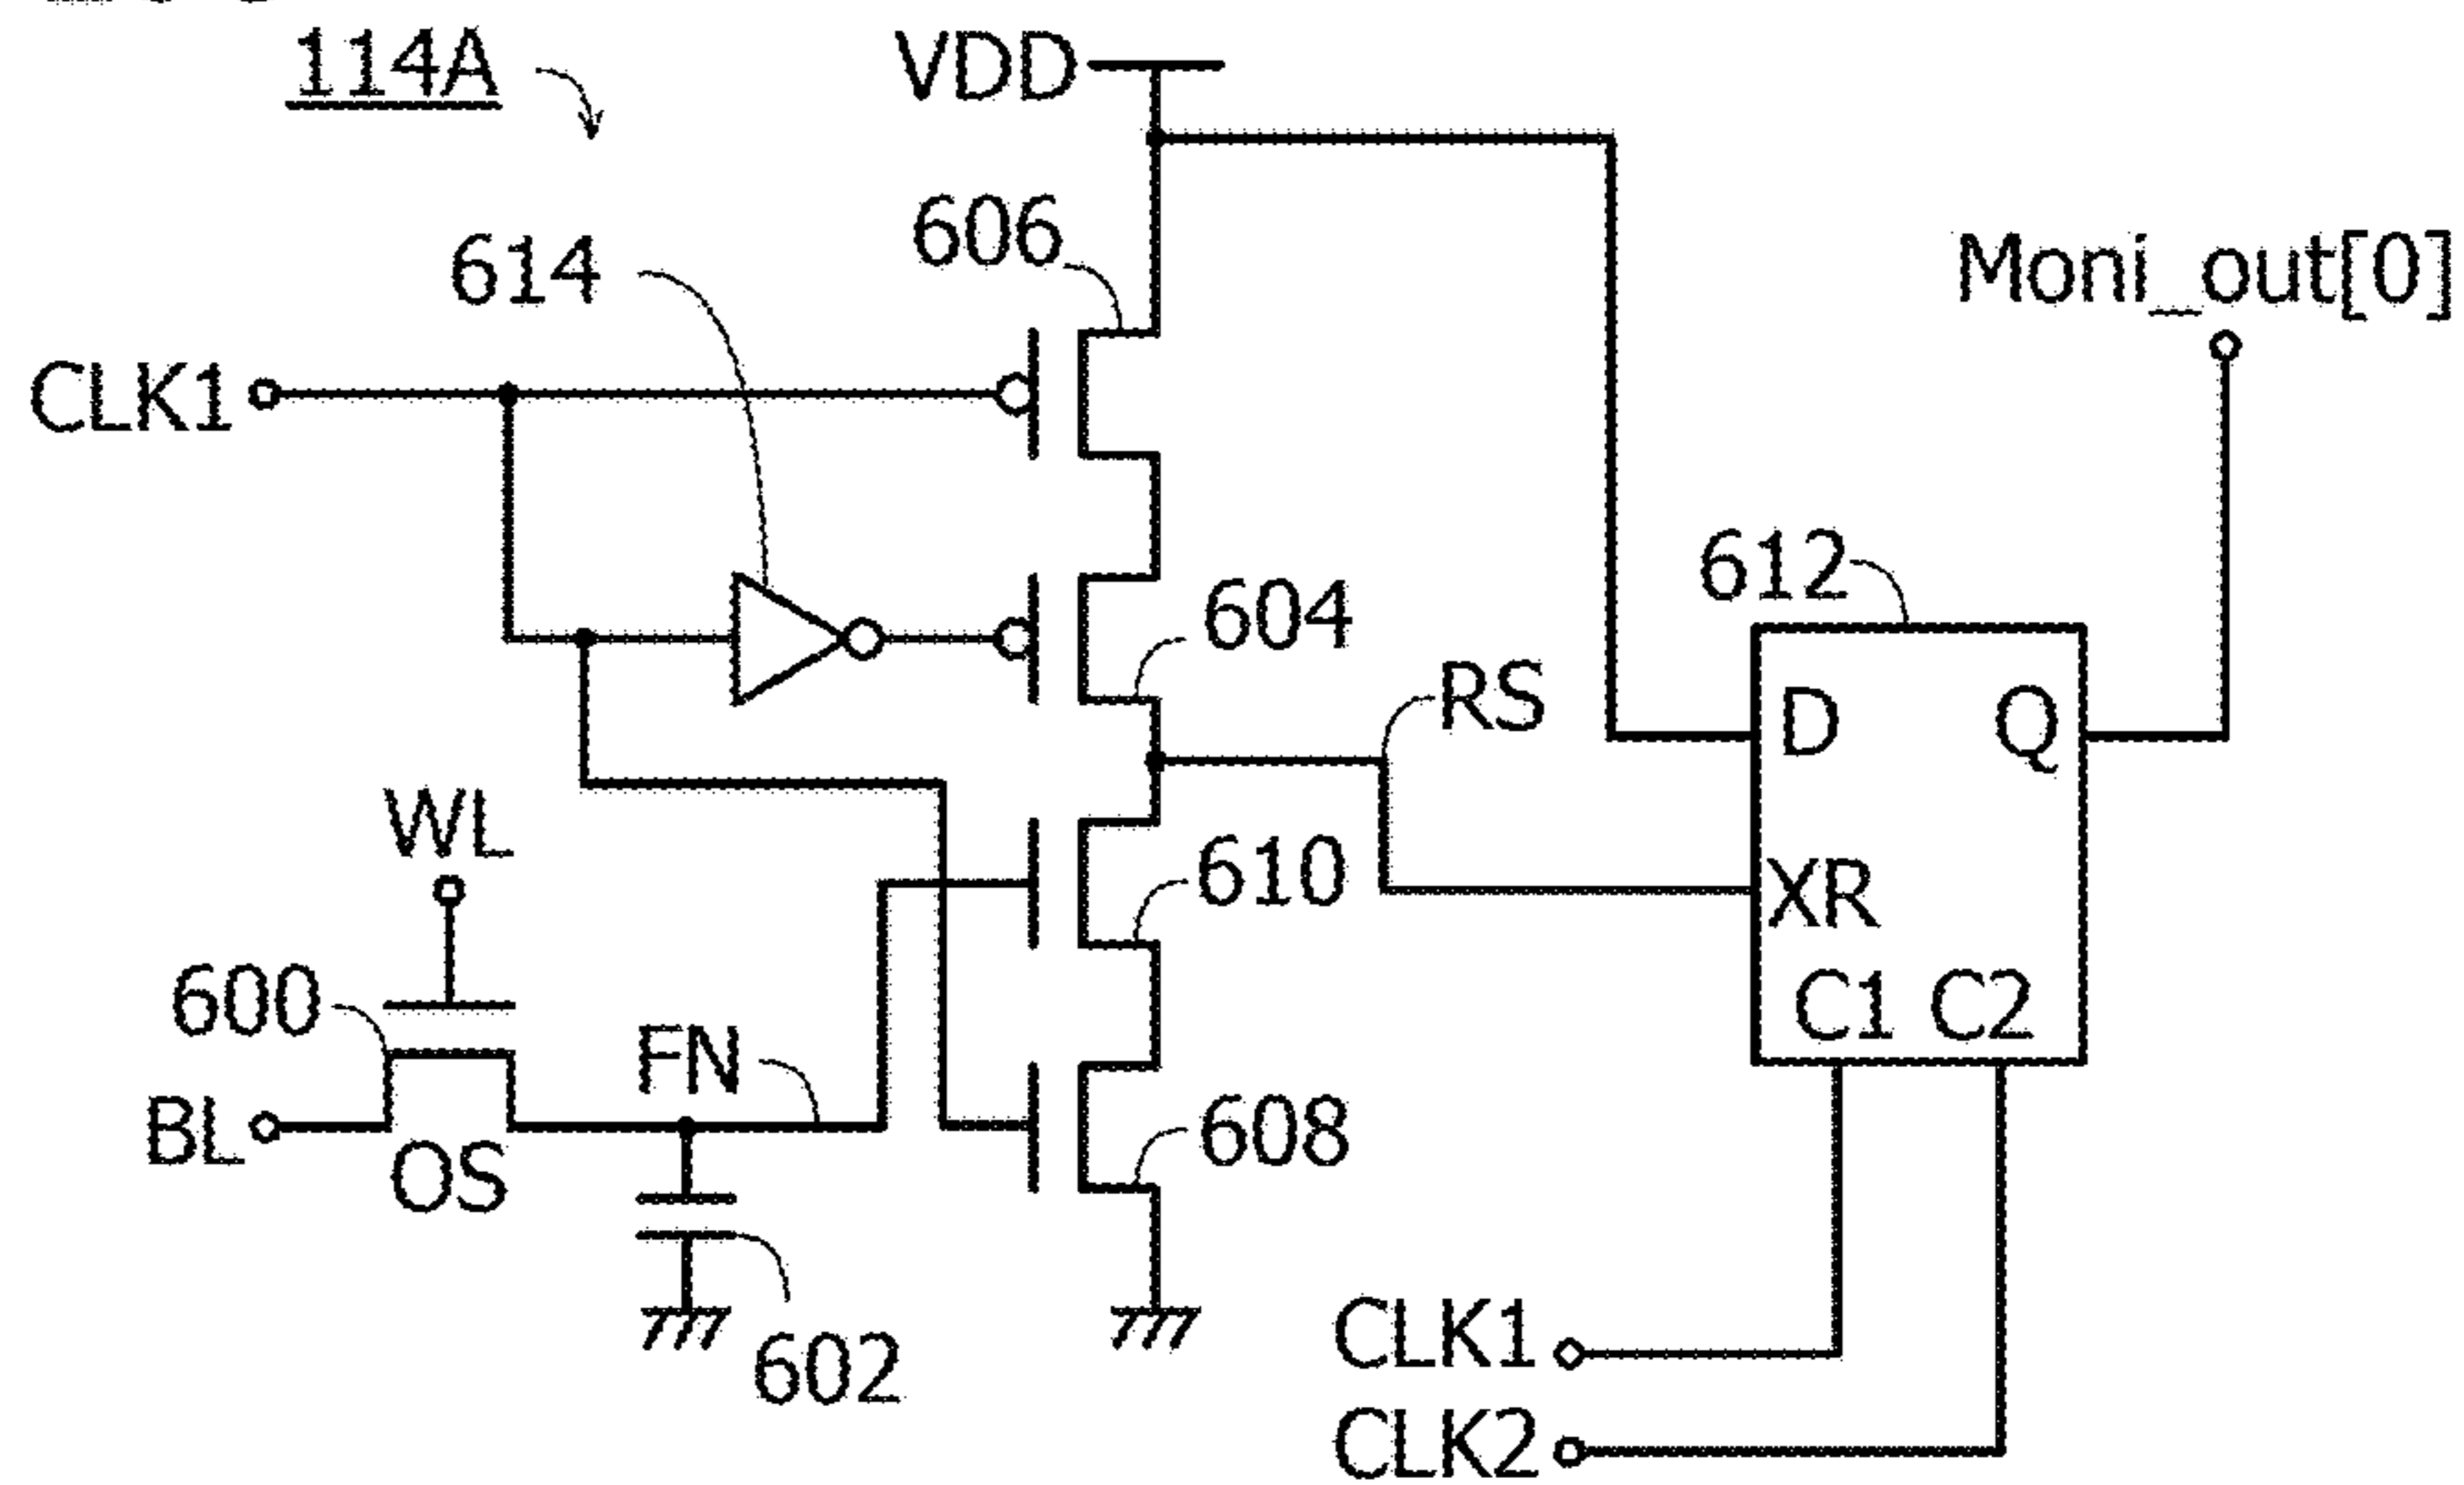 114A
VDD
606
614
Moni_out[0]
CLK1
612
604
RS
D
Q
WL
610
XR
600
C1 C2
FN
BL
608
OS
CLK1
602
CLK2